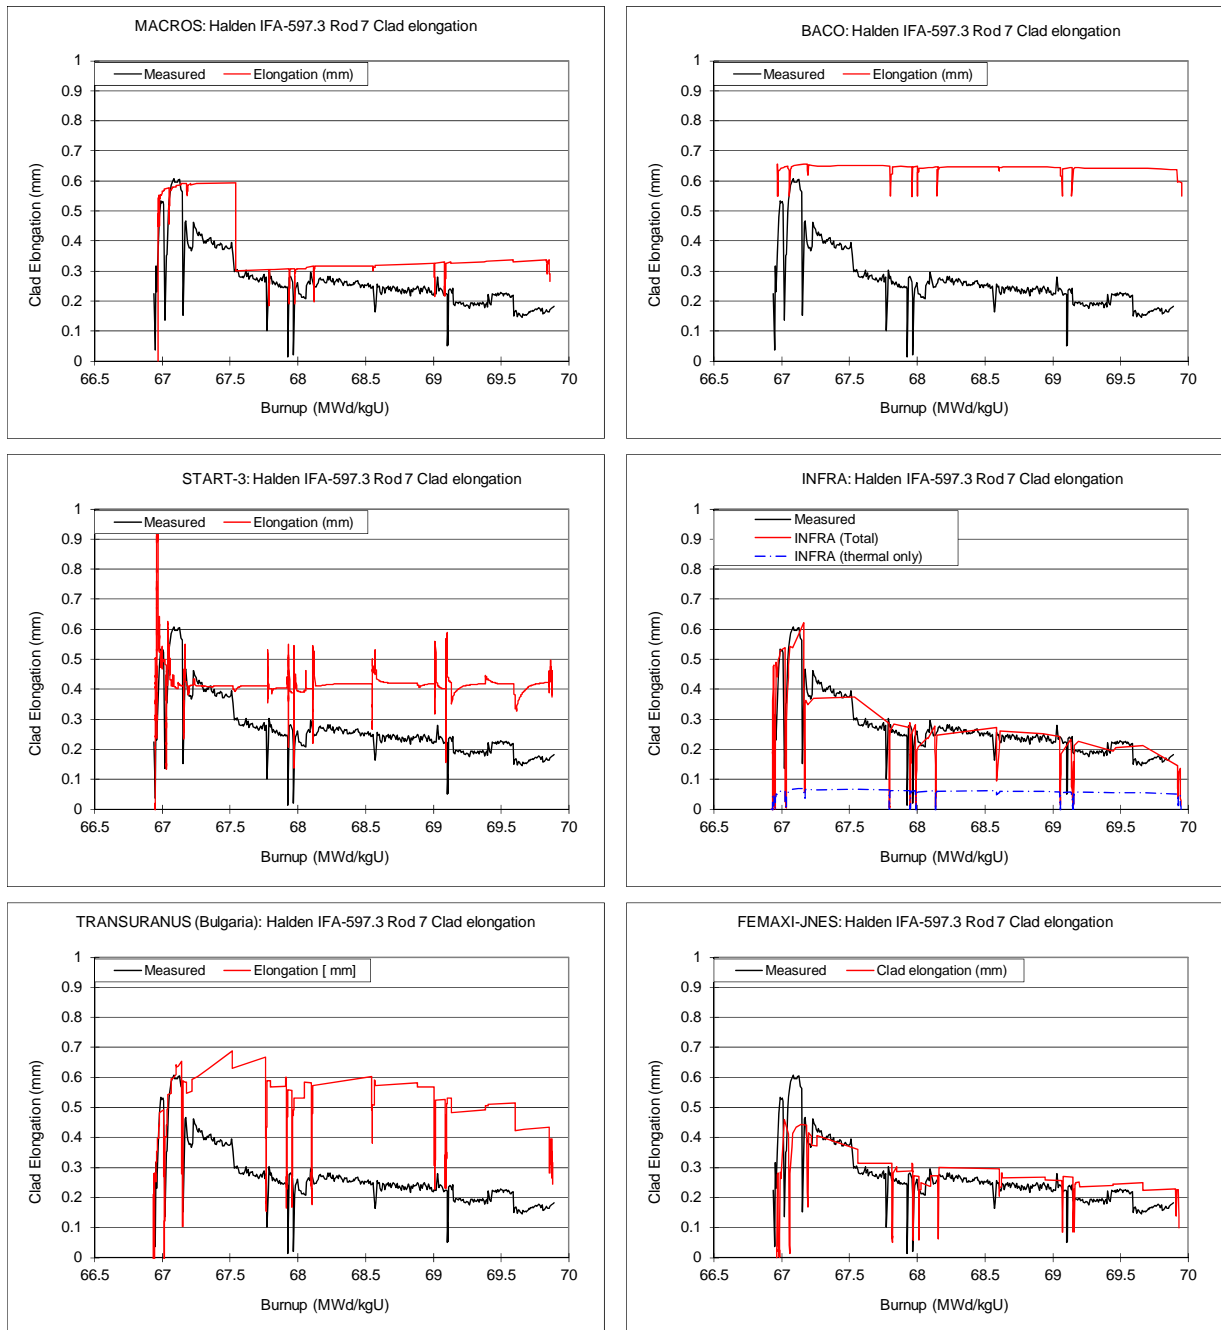 MACROS: Halden IFA-597.3 Rod 7 Clad elongation
Measured
Elongation (mm)
Clad Elongation (mm)
1
0.9
0.8
0.7
0.6
0.5
0.4
0.3
0.2
0.1
0
66.5 67 67.5 68 68.5 69 69.5 70
Burnup (MWd/kgU)
BACO: Halden IFA-597.3 Rod 7 Clad elongation
Measured
Elongation (mm)
Clad Elongation (mm)
1
0.9
0.8
0.7
0.6
0.5
0.4
0.3
0.2
0.1
0
66.5 67 67.5 68 68.5 69 69.5 70
Burnup (MWd/kgU)
START-3: Halden IFA-597.3 Rod 7 Clad elongation
Measured
Elongation (mm)
Clad Elongation (mm)
1
0.9
0.8
0.7
0.6
0.5
0.4
0.3
0.2
0.1
0
66.5 67 67.5 68 68.5 69 69.5 70
Burnup (MWd/kgU)
INFRA: Halden IFA-597.3 Rod 7 Clad elongation
Measured
INFRA (Total)
INFRA (thermal only)
Clad Elongation (mm)
1
0.9
0.8
0.7
0.6
0.5
0.4
0.3
0.2
0.1
0
66.5 67 67.5 68 68.5 69 69.5 70
Burnup (MWd/kgU)
TRANSURANUS (Bulgaria): Halden IFA-597.3 Rod 7 Clad elongation
Measured
Elongation [ mm]
Clad Elongation (mm)
1
0.9
0.8
0.7
0.6
0.5
0.4
0.3
0.2
0.1
0
66.5 67 67.5 68 68.5 69 69.5 70
Burnup (MWd/kgU)
FEMAXI-JNES: Halden IFA-597.3 Rod 7 Clad elongation
Measured
Clad elongation (mm)
Clad Elongation (mm)
1
0.9
0.8
0.7
0.6
0.5
0.4
0.3
0.2
0.1
0
66.5 67 67.5 68 68.5 69 69.5 70
Burnup (MWd/kgU)